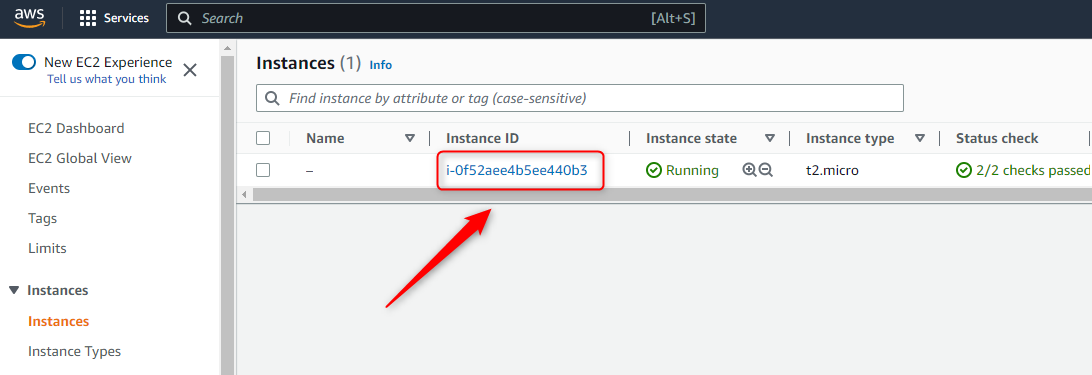 aws Services Search [Alt+S]
New EC2 Experience
Tell us what you think
EC2 Dashboard
EC2 Global View
Events
Tags
Limits
Instances
Instances
Instance Types
Instances (1) Info
Find instance by attribute or tag (case-sensitive)
Name Instance ID Instance state Instance type Status check
– i-0f52aee4b5ee440b3 Running t2.micro 2/2 checks passed